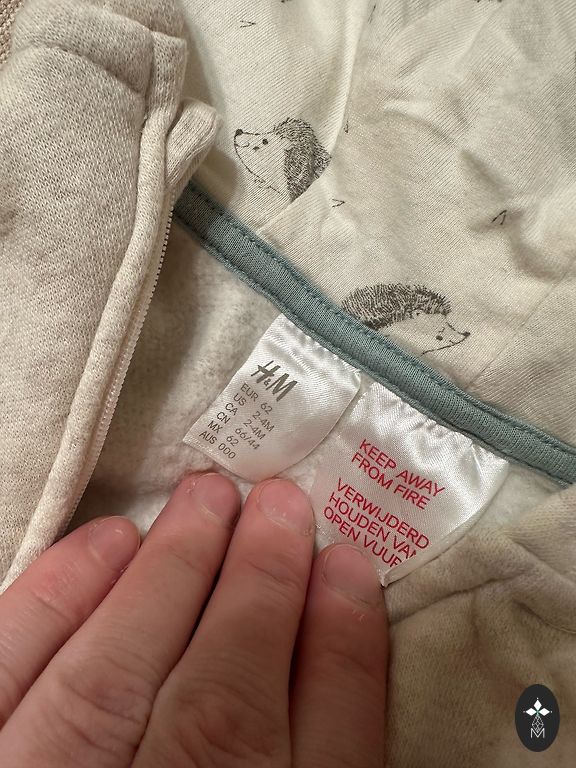 H&M
EUR 62
US 2-4M
CA 2-4M
CN 66/44
MX 62
AUS 000
KEEP AWAY
FROM FIRE
VERWIJDERD
HOUDEN VAN
OPEN VUUR
M